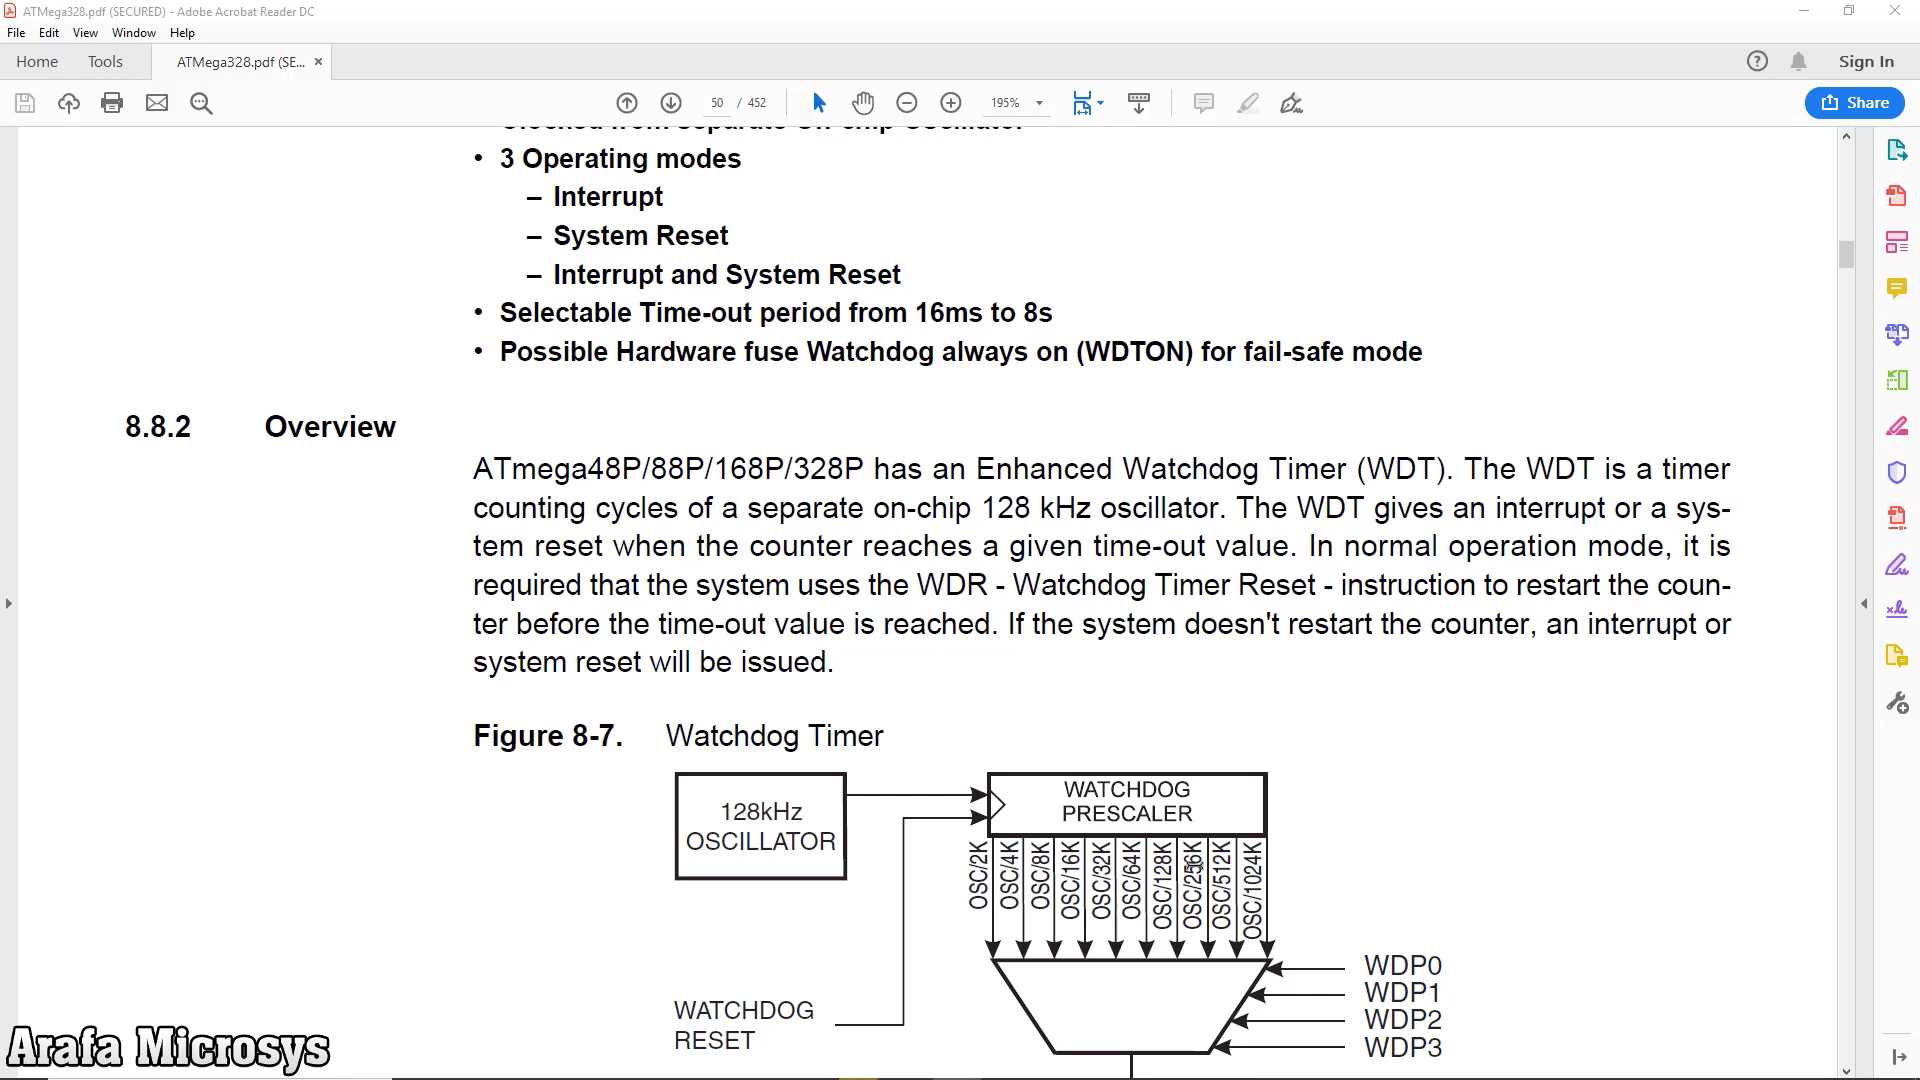 ATMega328.pdf (SECURED) - Adobe Acrobat Reader DC
File Edit View Window Help
Home Tools ATMega328.pdf (SE... × Sign In
50 / 452 195% Share
Clocked from separate On-chip Oscillator
• 3 Operating modes
– Interrupt
– System Reset
– Interrupt and System Reset
• Selectable Time-out period from 16ms to 8s
• Possible Hardware fuse Watchdog always on (WDTON) for fail-safe mode
8.8.2 Overview
ATmega48P/88P/168P/328P has an Enhanced Watchdog Timer (WDT). The WDT is a timer
counting cycles of a separate on-chip 128 kHz oscillator. The WDT gives an interrupt or a sys-
tem reset when the counter reaches a given time-out value. In normal operation mode, it is
required that the system uses the WDR - Watchdog Timer Reset - instruction to restart the coun-
ter before the time-out value is reached. If the system doesn't restart the counter, an interrupt or
system reset will be issued.
Figure 8-7. Watchdog Timer
128kHz
OSCILLATOR
WATCHDOG
PRESCALER
OSC/2K
OSC/4K
OSC/8K
OSC/16K
OSC/32K
OSC/64K
OSC/128K
OSC/256K
OSC/512K
OSC/1024K
WATCHDOG
RESET
WDP0
WDP1
WDP2
WDP3
Arafa Microsys